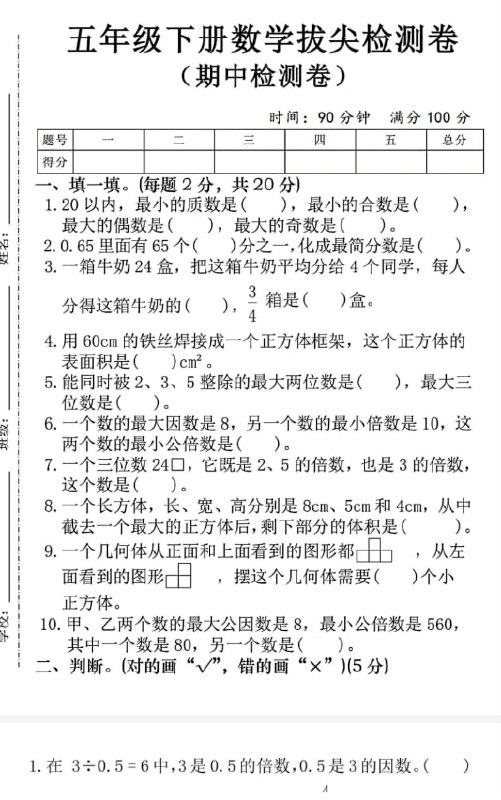 五年级下册数学拔尖检测卷
（期中检测卷）
时间：90 分钟 满分 100 分
题号 一 二 三 四 五 总分
得分
一、填一填。(每题 2 分，共 20 分)
1. 20 以内，最小的质数是( )，最小的合数是( )，
最大的偶数是( )，最大的奇数是( )。
2. 0.65 里面有 65 个( )分之一,化成最简分数是( )。
3. 一箱牛奶 24 盒，把这箱牛奶平均分给 4 个同学，每人
分得这箱牛奶的( )，3/4 箱是( )盒。
4. 用 60cm 的铁丝焊接成一个正方体框架，这个正方体的
表面积是( )cm²。
5. 能同时被 2、3、5 整除的最大两位数是( )，最大三
位数是( )。
6. 一个数的最大因数是 8，另一个数的最小倍数是 10，这
两个数的最小公倍数是( )。
7. 一个三位数 24□，它既是 2、5 的倍数，也是 3 的倍数，
这个数是( )。
8. 一个长方体，长、宽、高分别是 8cm、5cm 和 4cm，从中
截去一个最大的正方体后,剩下部分的体积是( )。
9. 一个几何体从正面和上面看到的图形都 ，从左
面看到的图形 ，摆这个几何体需要( )个小
正方体。
10. 甲、乙两个数的最大公因数是 8，最小公倍数是 560，
其中一个数是 80，另一个数是( )。
二、判断。(对的画“√”，错的画“×”)(5 分)
1. 在 3÷0.5=6 中,3 是 0.5 的倍数,0.5 是 3 的因数。( )
姓名：
班级：
学校：